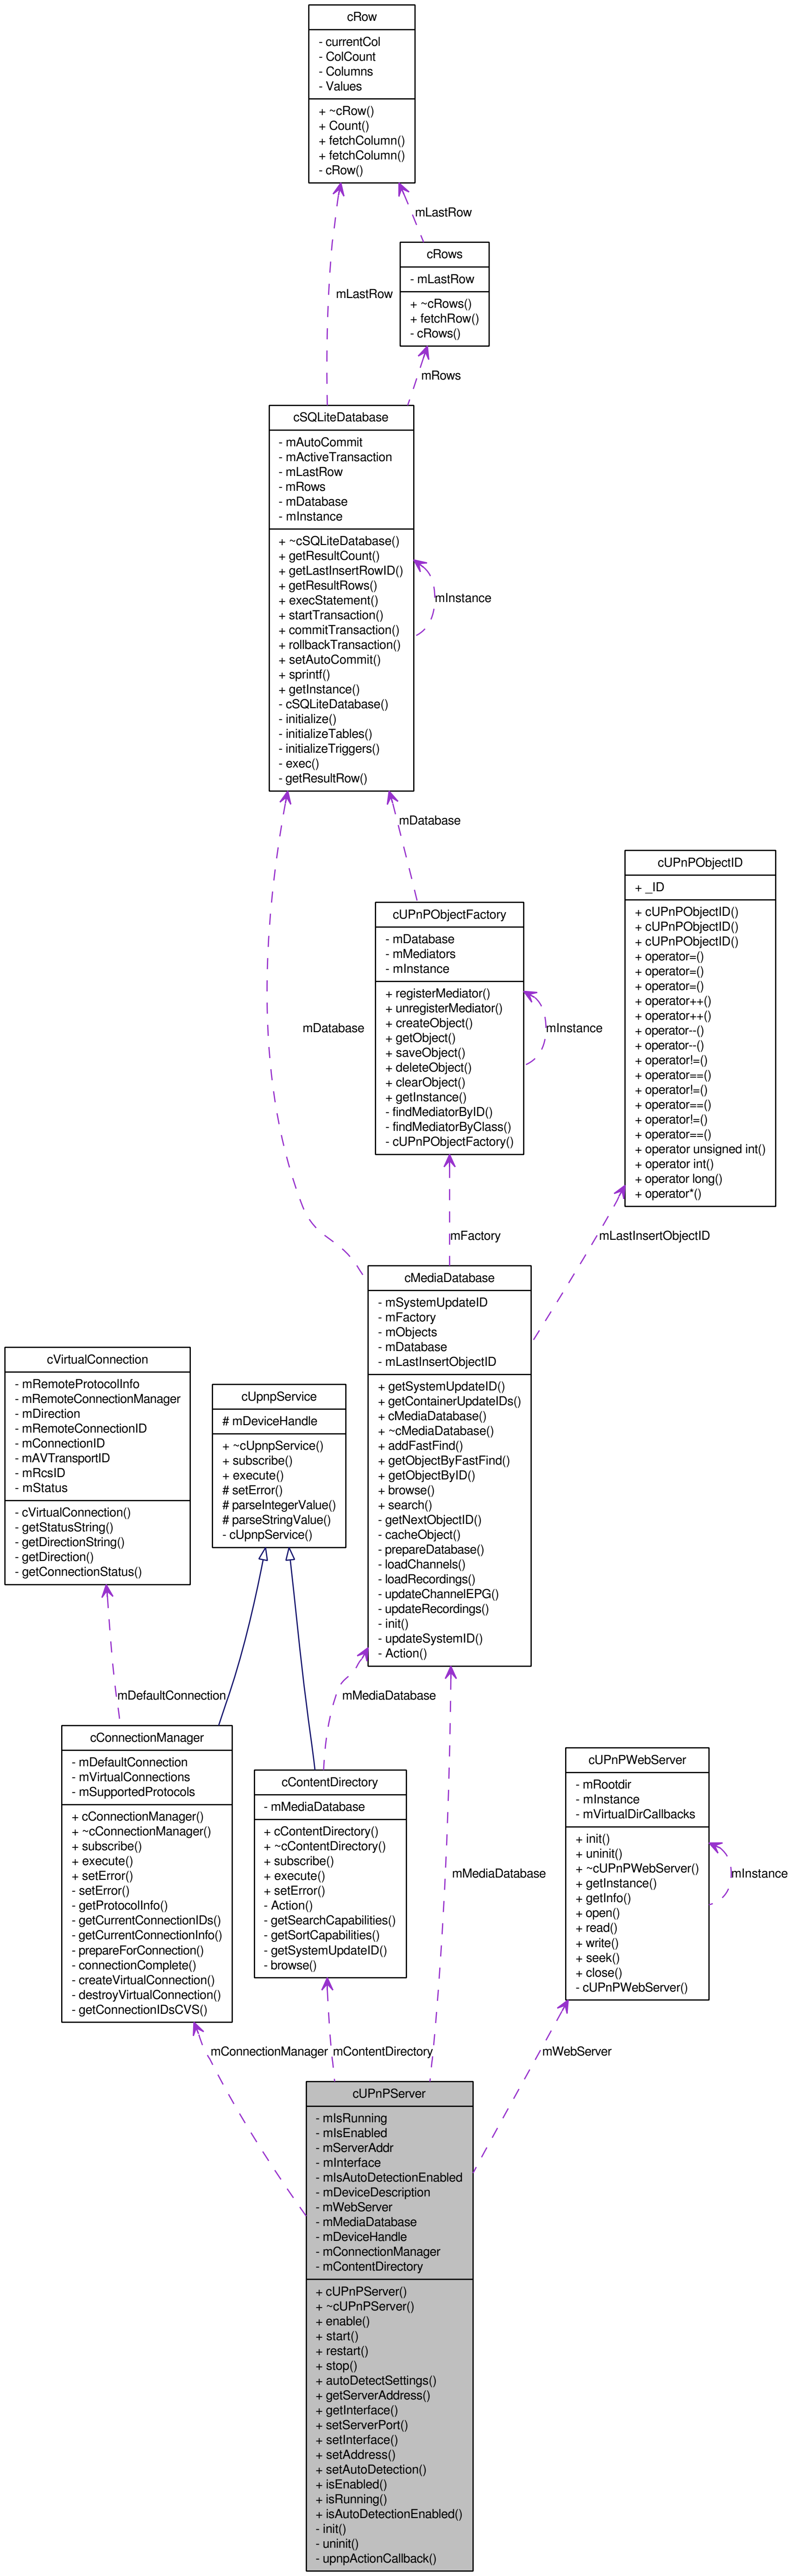 cRow
- currentCol
- ColCount
- Columns
- Values
+ ~cRow()
+ Count()
+ fetchColumn()
+ fetchColumn()
- cRow()
mLastRow
cRows
- mLastRow
+ ~cRows()
+ fetchRow()
- cRows()
mLastRow
mRows
cSQLiteDatabase
- mAutoCommit
- mActiveTransaction
- mLastRow
- mRows
- mDatabase
- mInstance
+ ~cSQLiteDatabase()
+ getResultCount()
+ getLastInsertRowID()
+ getResultRows()
+ execStatement()
+ startTransaction()
+ commitTransaction()
+ rollbackTransaction()
+ setAutoCommit()
+ sprintf()
+ getInstance()
- cSQLiteDatabase()
- initialize()
- initializeTables()
- initializeTriggers()
- exec()
- getResultRow()
mInstance
mDatabase
cUPnPObjectFactory
- mDatabase
- mMediators
- mInstance
+ registerMediator()
+ unregisterMediator()
+ createObject()
+ getObject()
+ saveObject()
+ deleteObject()
+ clearObject()
+ getInstance()
- findMediatorByID()
- findMediatorByClass()
- cUPnPObjectFactory()
mInstance
mDatabase
cUPnPObjectID
+ _ID
+ cUPnPObjectID()
+ cUPnPObjectID()
+ cUPnPObjectID()
+ operator=()
+ operator=()
+ operator=()
+ operator++()
+ operator++()
+ operator--()
+ operator--()
+ operator!=()
+ operator==()
+ operator!=()
+ operator==()
+ operator!=()
+ operator==()
+ operator unsigned int()
+ operator int()
+ operator long()
+ operator*()
mFactory
mLastInsertObjectID
cMediaDatabase
- mSystemUpdateID
- mFactory
- mObjects
- mDatabase
- mLastInsertObjectID
+ getSystemUpdateID()
+ getContainerUpdateIDs()
+ cMediaDatabase()
+ ~cMediaDatabase()
+ addFastFind()
+ getObjectByFastFind()
+ getObjectByID()
+ browse()
+ search()
- getNextObjectID()
- cacheObject()
- prepareDatabase()
- loadChannels()
- loadRecordings()
- updateChannelEPG()
- updateRecordings()
- init()
- updateSystemID()
- Action()
cVirtualConnection
- mRemoteProtocolInfo
- mRemoteConnectionManager
- mDirection
- mRemoteConnectionID
- mConnectionID
- mAVTransportID
- mRcsID
- mStatus
- cVirtualConnection()
- getStatusString()
- getDirectionString()
- getDirection()
- getConnectionStatus()
cUpnpService
# mDeviceHandle
+ ~cUpnpService()
+ subscribe()
+ execute()
# setError()
# parseIntegerValue()
# parseStringValue()
- cUpnpService()
mDefaultConnection
mMediaDatabase
cConnectionManager
- mDefaultConnection
- mVirtualConnections
- mSupportedProtocols
+ cConnectionManager()
+ ~cConnectionManager()
+ subscribe()
+ execute()
+ setError()
- setError()
- getProtocolInfo()
- getCurrentConnectionIDs()
- getCurrentConnectionInfo()
- prepareForConnection()
- connectionComplete()
- createVirtualConnection()
- destroyVirtualConnection()
- getConnectionIDsCVS()
cContentDirectory
- mMediaDatabase
+ cContentDirectory()
+ ~cContentDirectory()
+ subscribe()
+ execute()
+ setError()
- Action()
- getSearchCapabilities()
- getSortCapabilities()
- getSystemUpdateID()
- browse()
mMediaDatabase
cUPnPWebServer
- mRootdir
- mInstance
- mVirtualDirCallbacks
+ init()
+ uninit()
+ ~cUPnPWebServer()
+ getInstance()
+ getInfo()
+ open()
+ read()
+ write()
+ seek()
+ close()
- cUPnPWebServer()
mInstance
mConnectionManager
mContentDirectory
mWebServer
cUPnPServer
- mIsRunning
- mIsEnabled
- mServerAddr
- mInterface
- mIsAutoDetectionEnabled
- mDeviceDescription
- mWebServer
- mMediaDatabase
- mDeviceHandle
- mConnectionManager
- mContentDirectory
+ cUPnPServer()
+ ~cUPnPServer()
+ enable()
+ start()
+ restart()
+ stop()
+ autoDetectSettings()
+ getServerAddress()
+ getInterface()
+ setServerPort()
+ setInterface()
+ setAddress()
+ setAutoDetection()
+ isEnabled()
+ isRunning()
+ isAutoDetectionEnabled()
- init()
- uninit()
- upnpActionCallback()